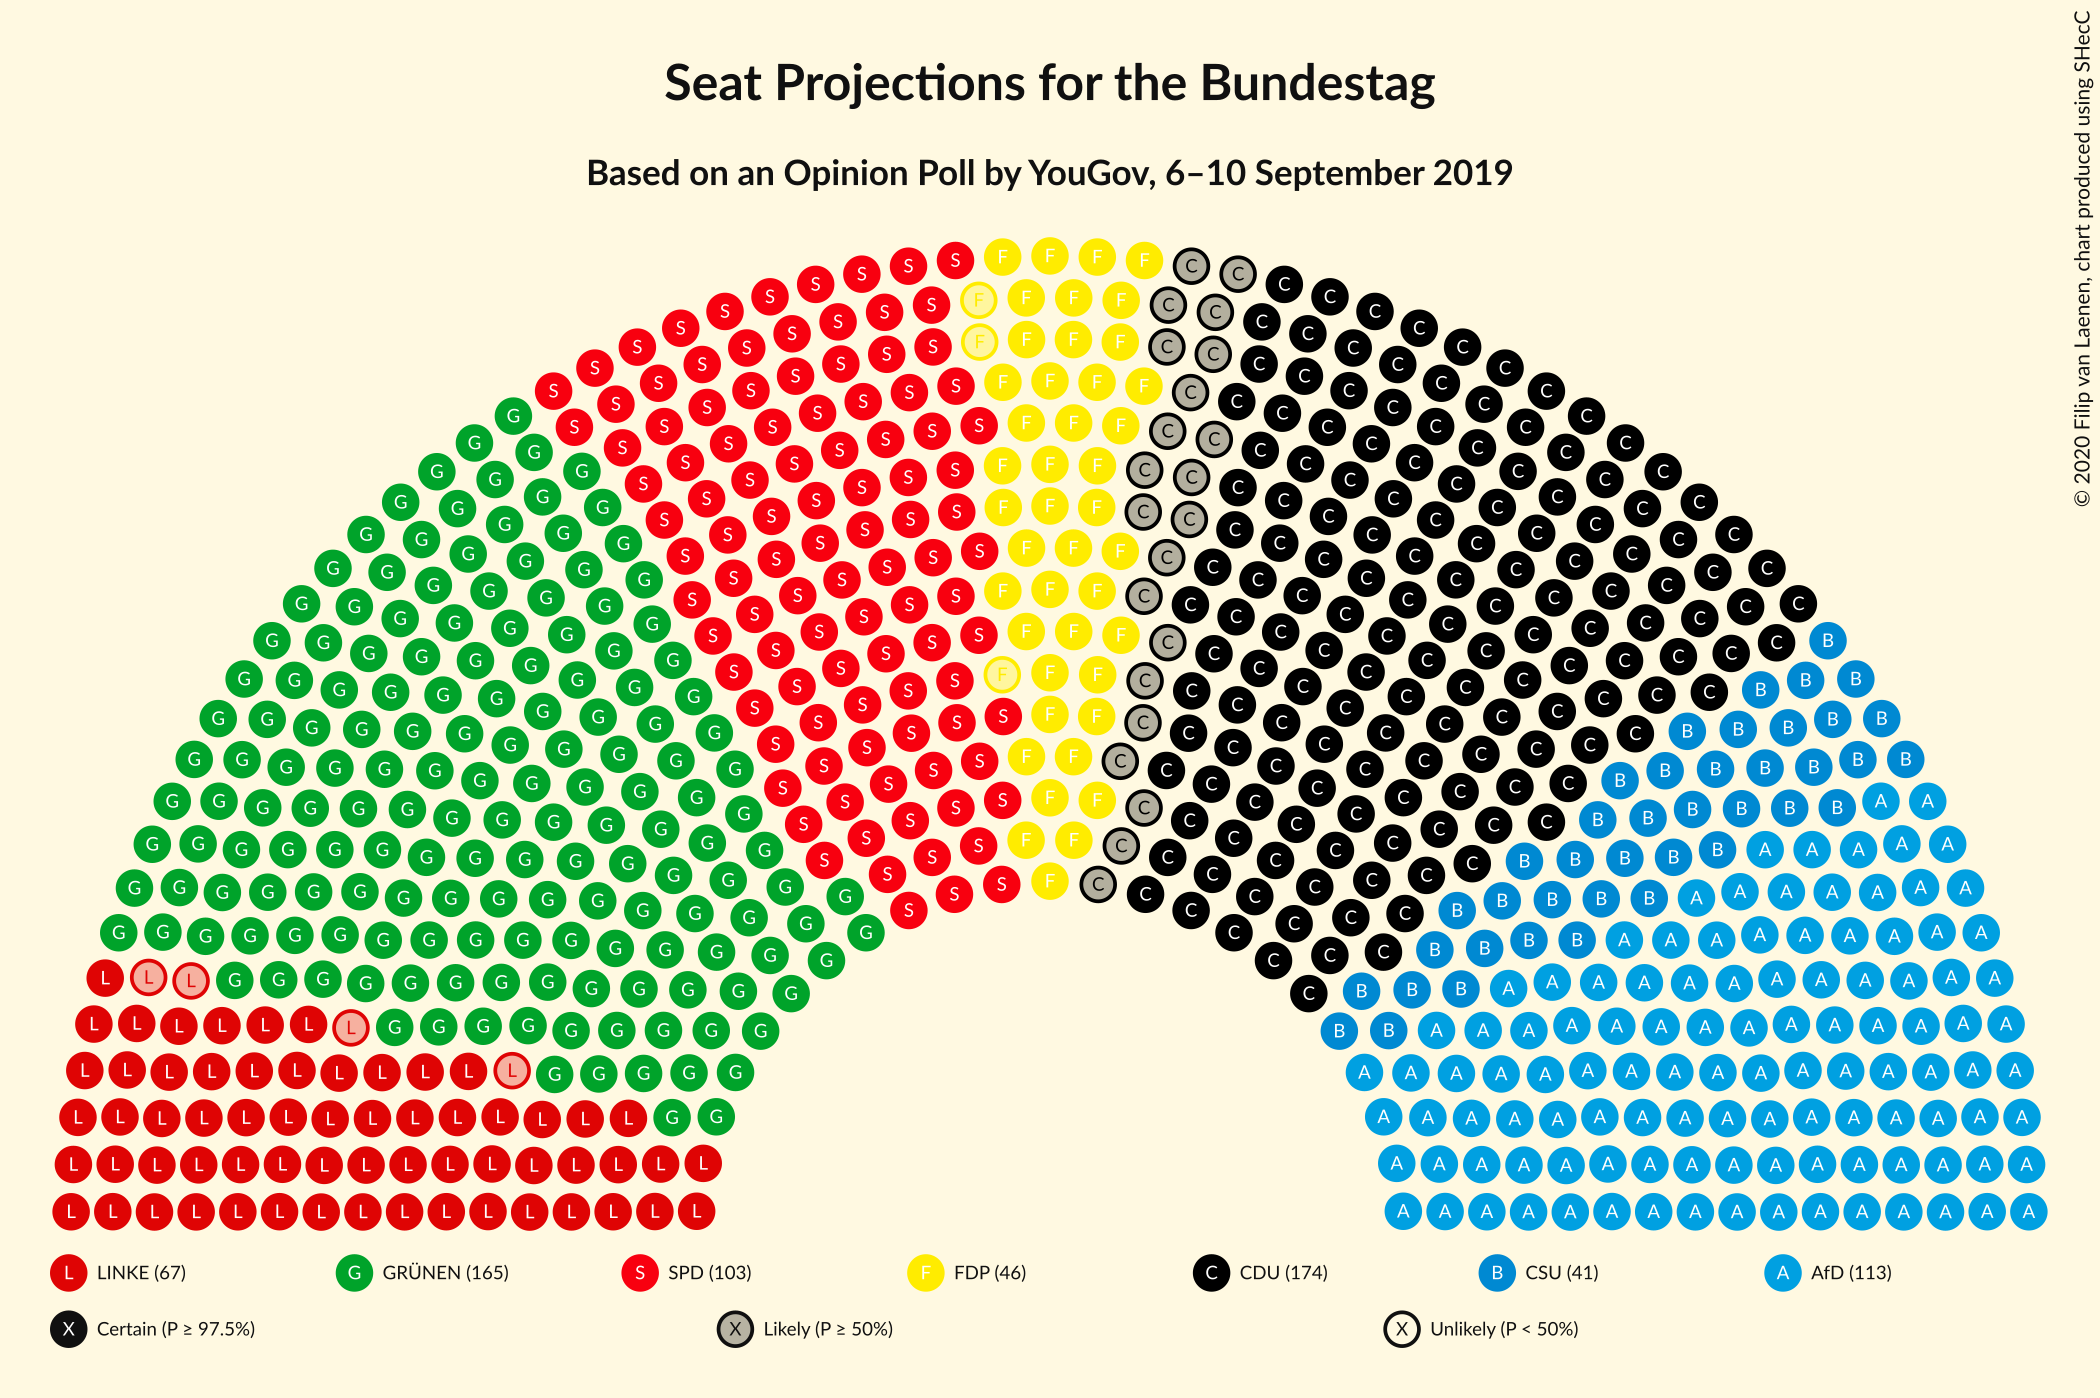 Seat Projections for the Bundestag
Based on an Opinion Poll by YouGov, 6–10 September 2019
© 2020 Filip van Laenen, chart produced using SHecC
L LINKE (67)
G GRÜNEN (165)
S SPD (103)
F FDP (46)
C CDU (174)
B CSU (41)
A AfD (113)
X Certain (P ≥ 97.5%)
X Likely (P ≥ 50%)
X Unlikely (P < 50%)